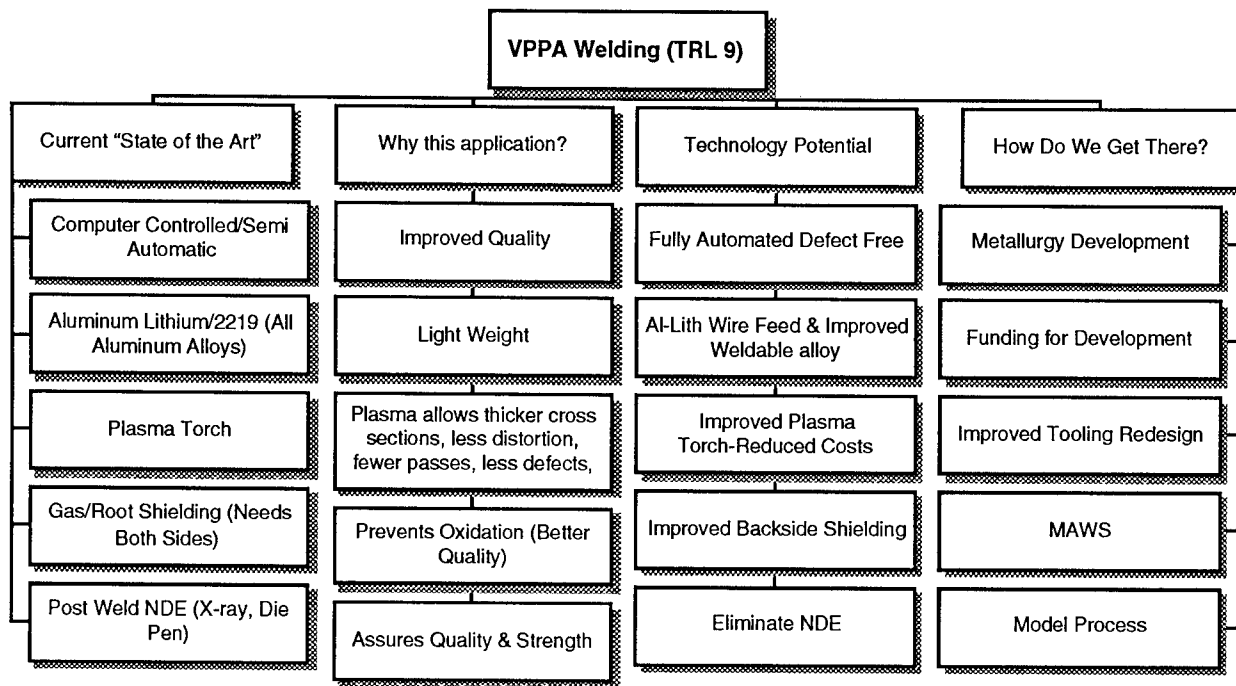 VPPA Welding (TRL 9)
Current “State of the Art”
Computer Controlled/Semi
Automatic
Aluminum Lithium/2219 (All
Aluminum Alloys)
Plasma Torch
Gas/Root Shielding (Needs
Both Sides)
Post Weld NDE (X-ray, Die
Pen)
Why this application?
Improved Quality
Light Weight
Plasma allows thicker cross
sections, less distortion,
fewer passes, less defects,
Prevents Oxidation (Better
Quality)
Assures Quality & Strength
Technology Potential
Fully Automated Defect Free
Al-Lith Wire Feed & Improved
Weldable alloy
Improved Plasma
Torch-Reduced Costs
Improved Backside Shielding
Eliminate NDE
How Do We Get There?
Metallurgy Development
Funding for Development
Improved Tooling Redesign
MAWS
Model Process